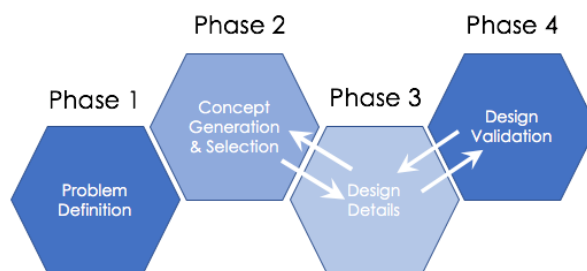 Phase 1
Problem
Definition
Phase 2
Concept
Generation
& Selection
Phase 3
Design
Details
Phase 4
Design
Validation